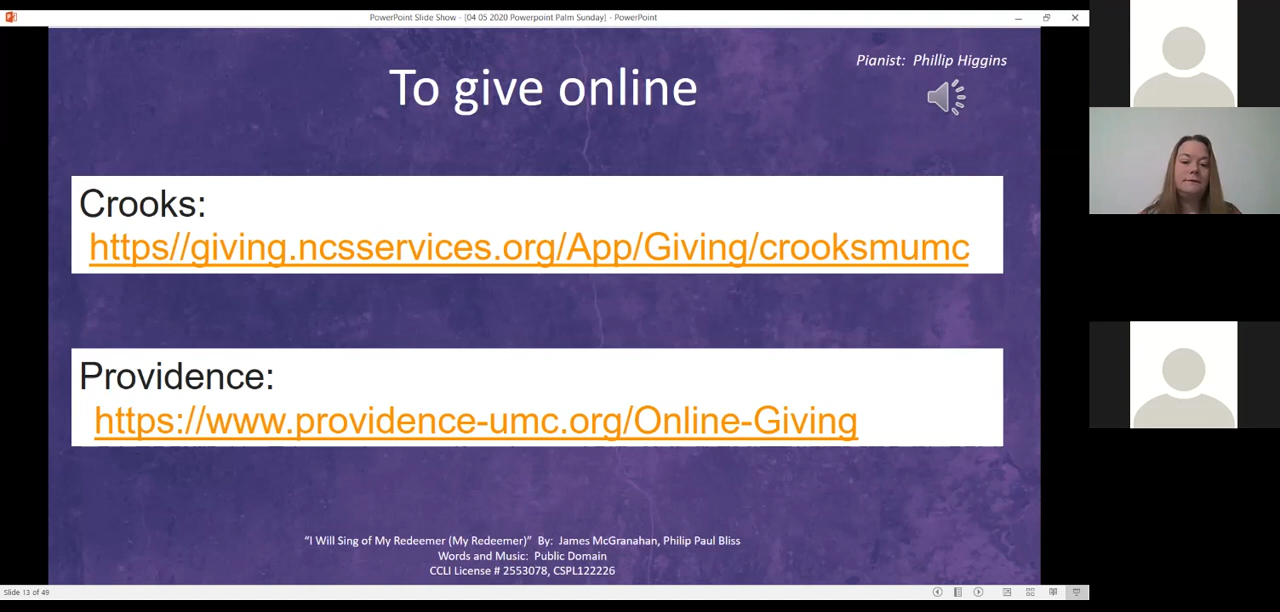 PowerPoint Slide Show - [04 05 2020 Powerpoint Palm Sunday] - PowerPoint
Pianist: Phillip Higgins
To give online
Crooks:
https//giving.ncsservices.org/App/Giving/crooksmumc
Providence:
https://www.providence-umc.org/Online-Giving
“I Will Sing of My Redeemer (My Redeemer)” By: James McGranahan, Philip Paul Bliss
Words and Music: Public Domain
CCLI License # 2553078, CSPL122226
Slide 13 of 49